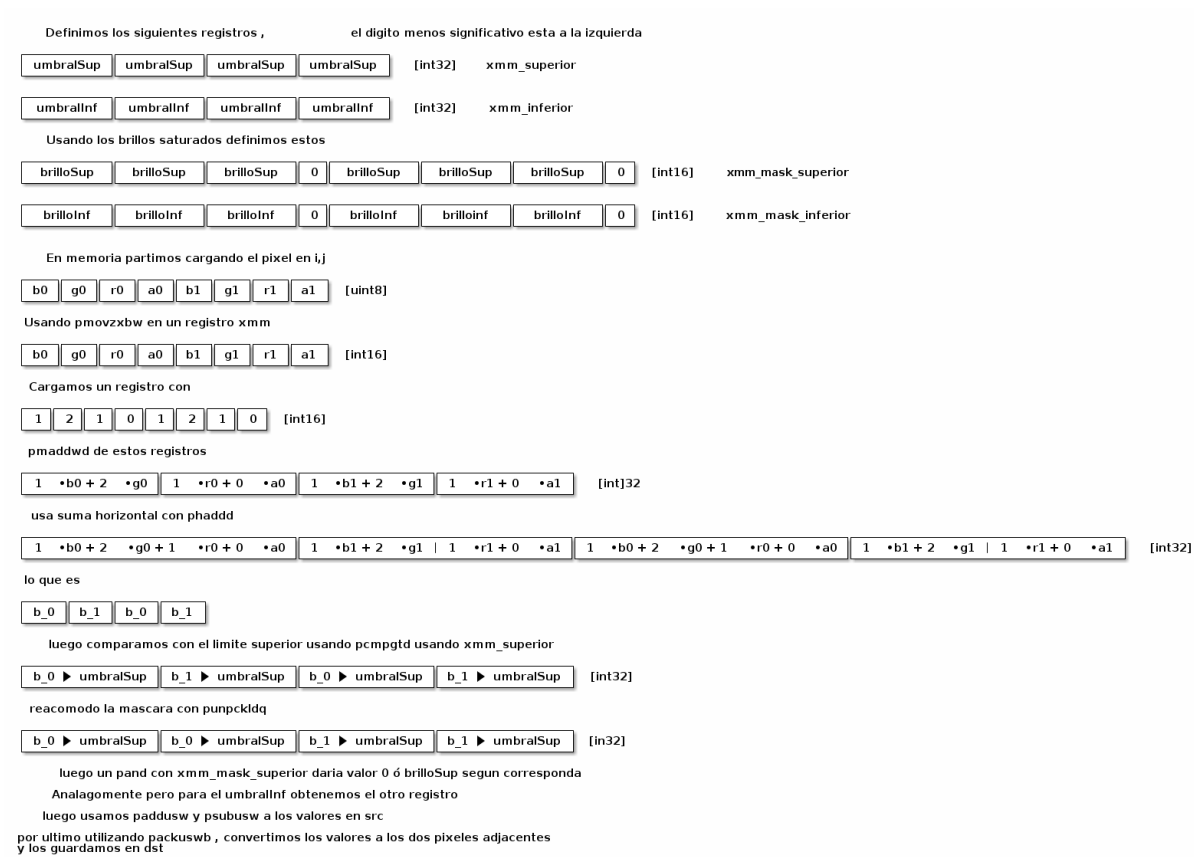 Definimos los siguientes registros , el digito menos significativo esta a la izquierda
umbralSup umbralSup umbralSup umbralSup [int32] xmm_superior
umbralInf umbralInf umbralInf umbralInf [int32] xmm_inferior
Usando los brillos saturados definimos estos
brilloSup brilloSup brilloSup 0 brilloSup brilloSup brilloSup 0 [int16] xmm_mask_superior
brilloInf brilloInf brilloInf 0 brilloInf brilloinf brilloInf 0 [int16] xmm_mask_inferior
En memoria partimos cargando el pixel en i,j
b0 g0 r0 a0 b1 g1 r1 a1 [uint8]
Usando pmovzxbw en un registro xmm
b0 g0 r0 a0 b1 g1 r1 a1 [int16]
Cargamos un registro con
1 2 1 0 1 2 1 0 [int16]
pmaddwd de estos registros
1 •b0 + 2 •g0 1 •r0 + 0 •a0 1 •b1 + 2 •g1 1 •r1 + 0 •a1 [int]32
usa suma horizontal con phaddd
1 •b0 + 2 •g0 + 1 •r0 + 0 •a0 1 •b1 + 2 •g1 | 1 •r1 + 0 •a1 1 •b0 + 2 •g0 + 1 •r0 + 0 •a0 1 •b1 + 2 •g1 | 1 •r1 + 0 •a1 [int32]
lo que es
b_0 b_1 b_0 b_1
luego comparamos con el limite superior usando pcmpgtd usando xmm_superior
b_0 ▶ umbralSup b_1 ▶ umbralSup b_0 ▶ umbralSup b_1 ▶ umbralSup [int32]
reacomodo la mascara con punpckldq
b_0 ▶ umbralSup b_0 ▶ umbralSup b_1 ▶ umbralSup b_1 ▶ umbralSup [in32]
luego un pand con xmm_mask_superior daria valor 0 ó brilloSup segun corresponda
Analagomente pero para el umbralInf obtenemos el otro registro
luego usamos paddusw y psubusw a los valores en src
por ultimo utilizando packuswb , convertimos los valores a los dos pixeles adjacentes
y los guardamos en dst